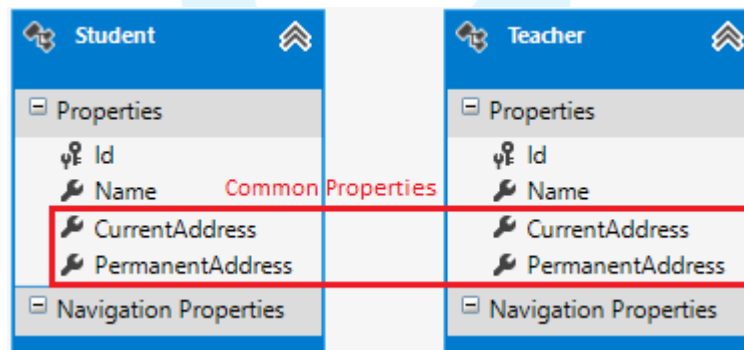 Student
Properties
Id
Name
CurrentAddress
PermanentAddress
Navigation Properties
Common Properties
Teacher
Properties
Id
Name
CurrentAddress
PermanentAddress
Navigation Properties